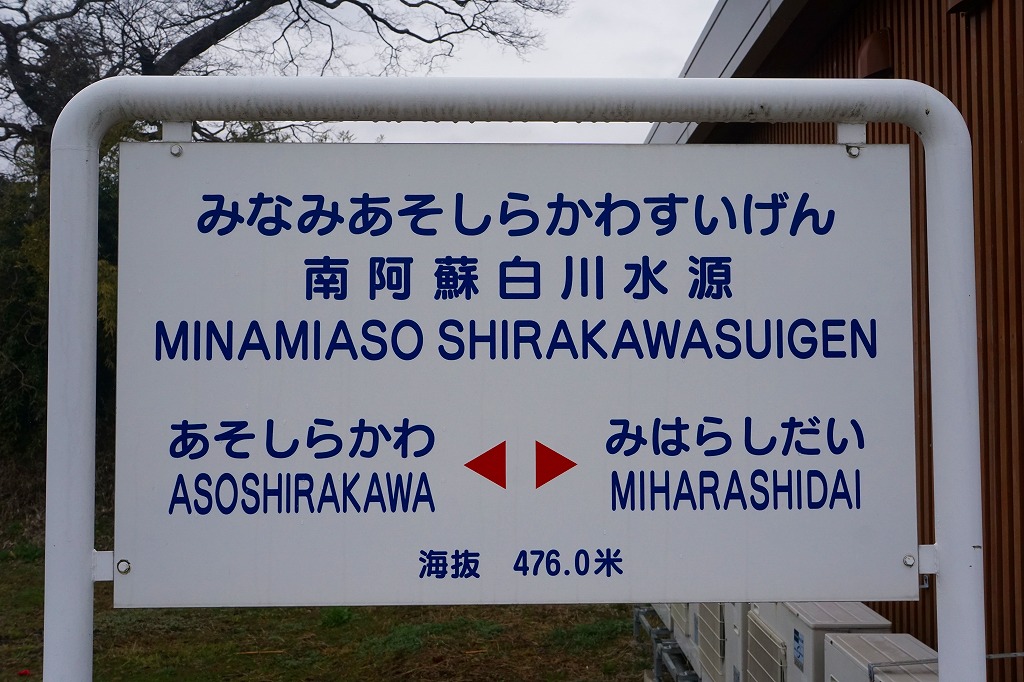 みなみあそしらかわすいげん
南阿蘇白川水源
MINAMIASO SHIRAKAWASUIGEN
あそしらかわ ◀ ▶ みはらしだい
ASOSHIRAKAWA MIHARASHIDAI
海抜 476.0米